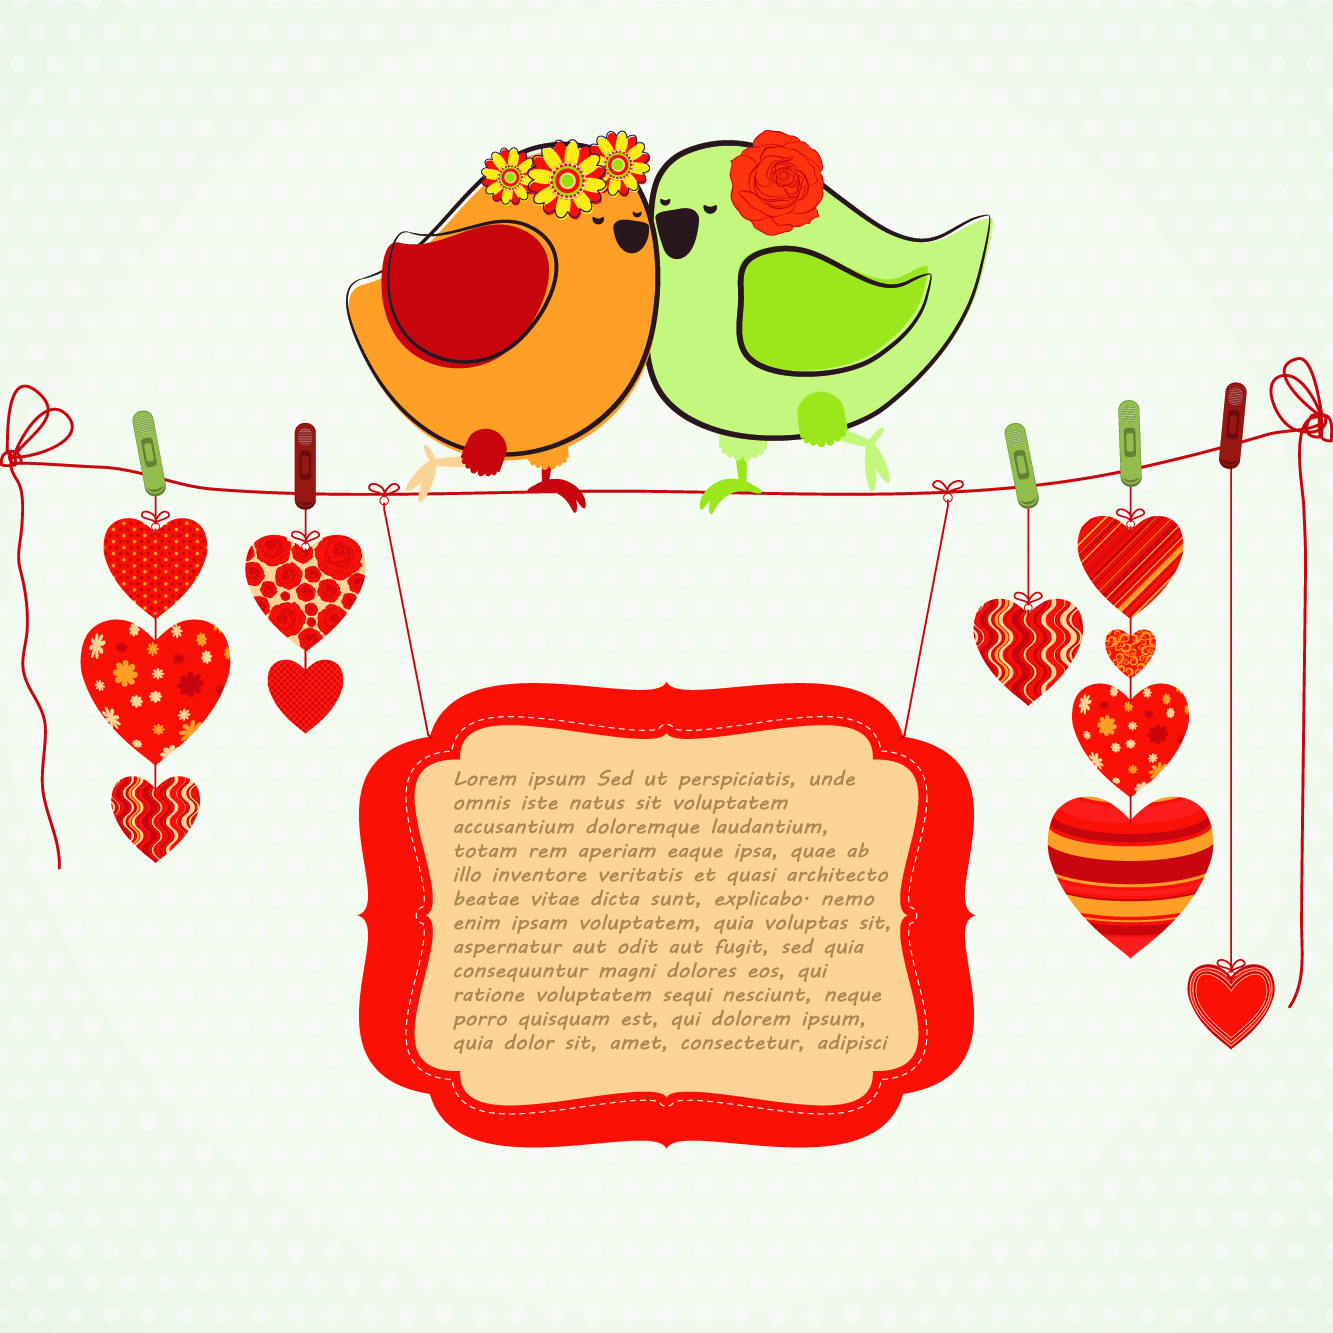 Lorem ipsum Sed ut perspiciatis, unde
omnis iste natus sit voluptatem
accusantium doloremque laudantium,
totam rem aperiam eaque ipsa, quae ab
illo inventore veritatis et quasi architecto
beatae vitae dicta sunt, explicabo· nemo
enim ipsam voluptatem, quia voluptas sit,
aspernatur aut odit aut fugit, sed quia
consequuntur magni dolores eos, qui
ratione voluptatem sequi nesciunt, neque
porro quisquam est, qui dolorem ipsum,
quia dolor sit, amet, consectetur, adipisci